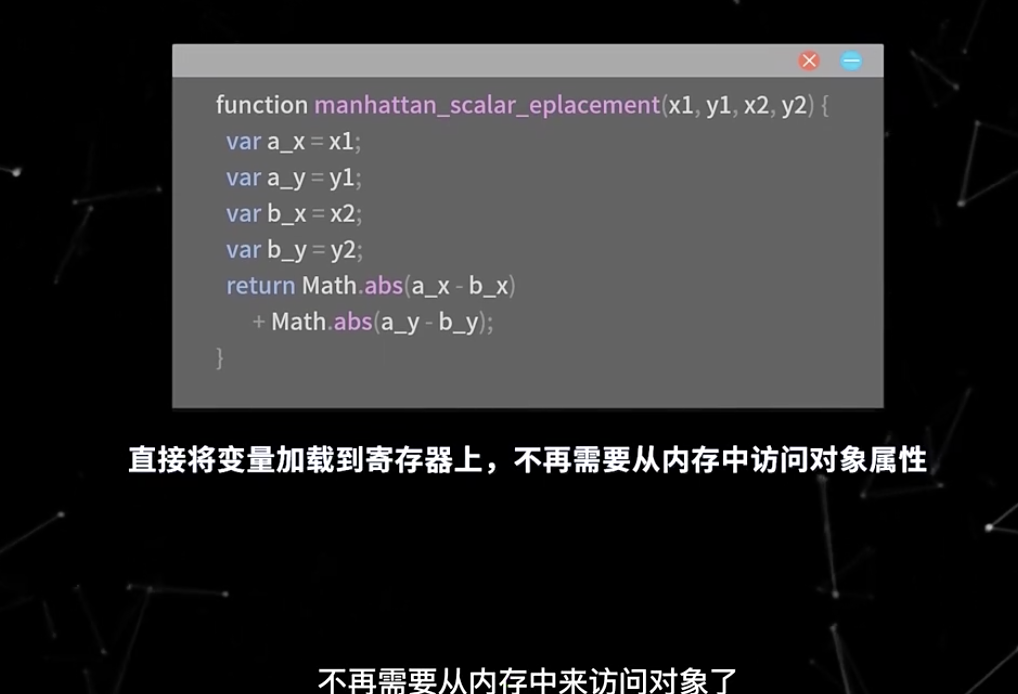 function manhattan_scalar_eplacement(x1, y1, x2, y2) {
var a_x = x1;
var a_y = y1;
var b_x = x2;
var b_y = y2;
return Math.abs(a_x - b_x)
+ Math.abs(a_y - b_y);
}
直接将变量加载到寄存器上，不再需要从内存中访问对象属性
不再需要从内存中来访问对象了